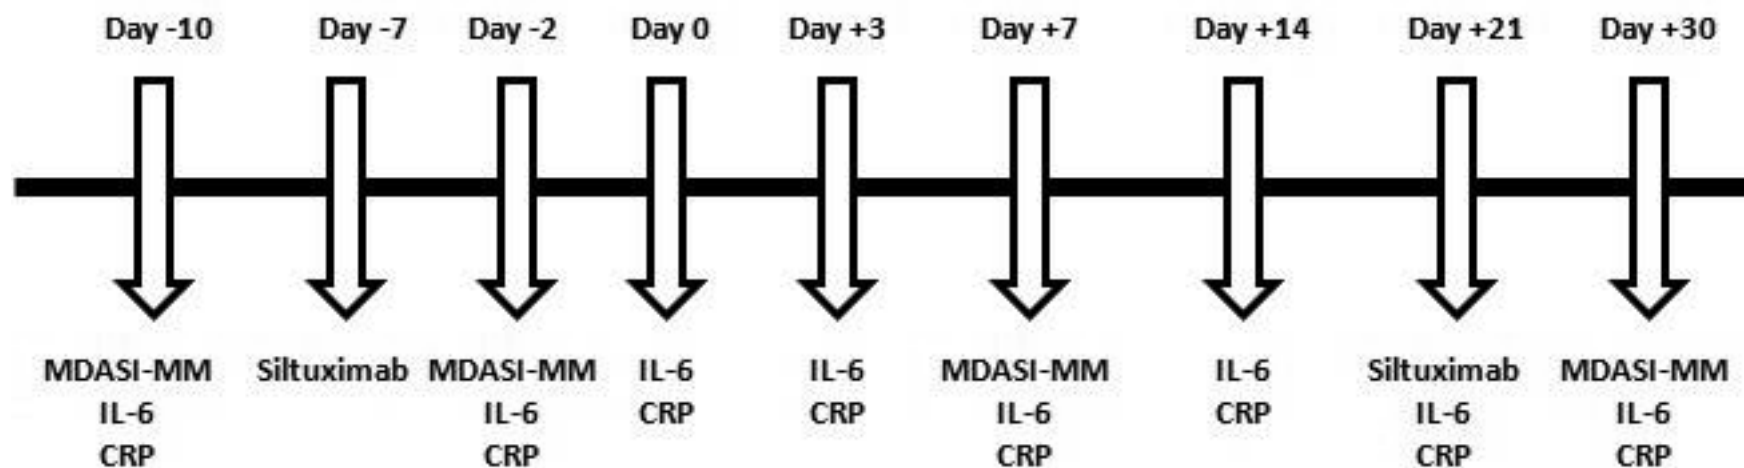 Day -10 Day -7 Day -2 Day 0 Day +3 Day +7 Day +14 Day +21 Day +30
MDASI-MM Siltuximab MDASI-MM IL-6 IL-6 MDASI-MM IL-6 Siltuximab MDASI-MM
IL-6 IL-6 CRP CRP IL-6 CRP IL-6 IL-6
CRP CRP CRP CRP CRP